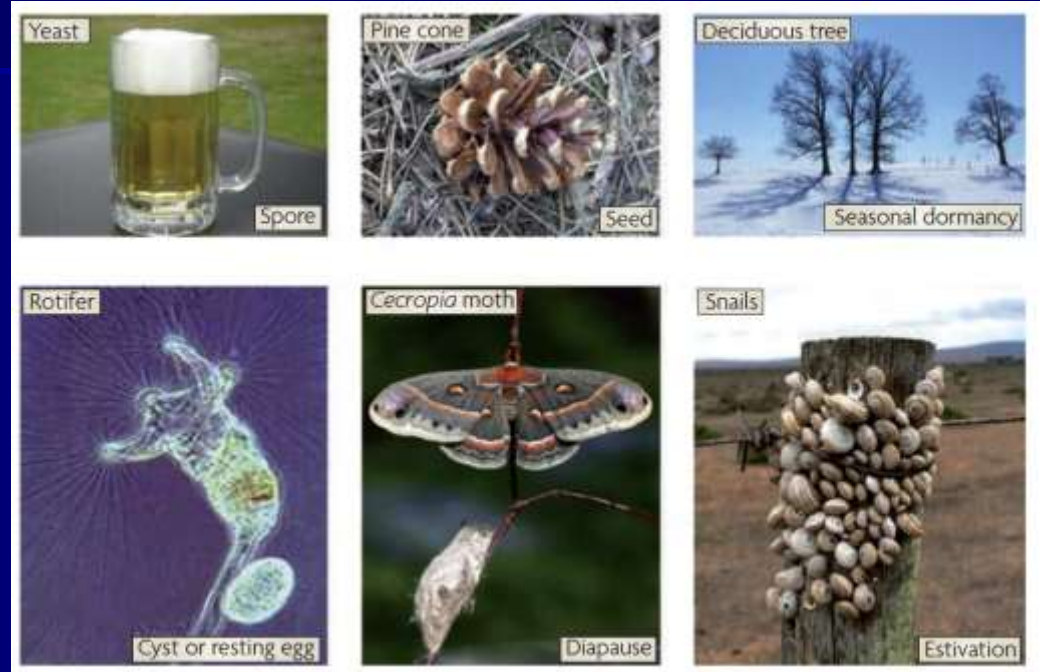 Yeast
Spore
Pine cone
Seed
Deciduous tree
Seasonal dormancy
Rotifer
Cyst or resting egg
Cecropia moth
Diapause
Snails
Estivation